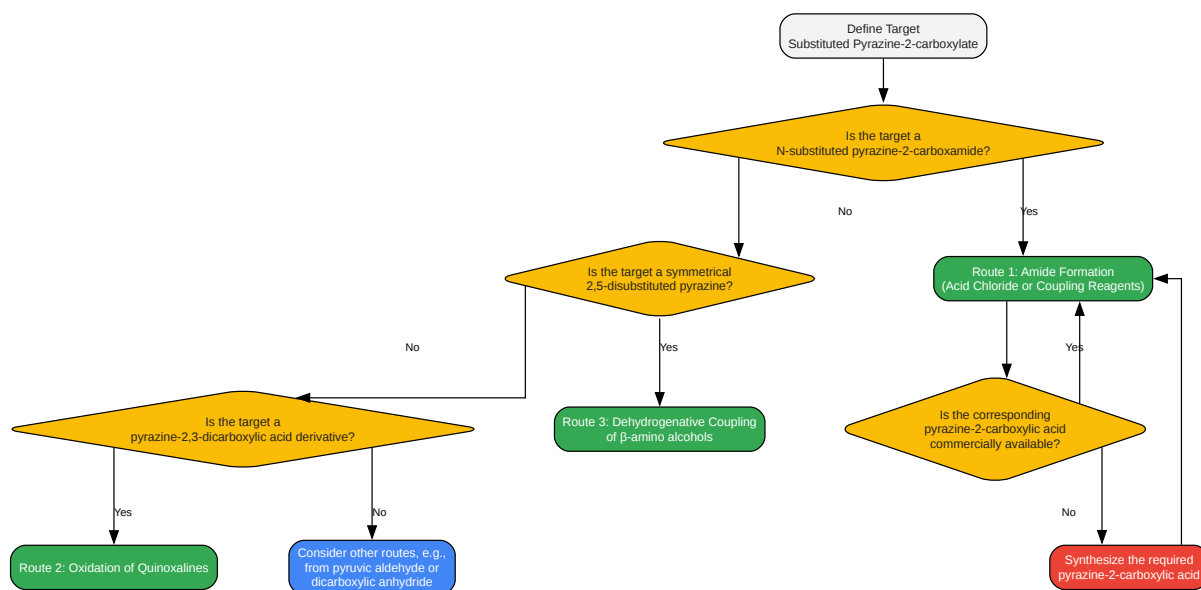 Define Target
Substituted Pyrazine-2-carboxylate
Is the target a
N-substituted pyrazine-2-carboxamide?
No
Yes
Is the target a symmetrical
2,5-disubstituted pyrazine?
Route 1: Amide Formation
(Acid Chloride or Coupling Reagents)
No
Yes
Yes
Is the target a
pyrazine-2,3-dicarboxylic acid derivative?
Route 3: Dehydrogenative Coupling
of β-amino alcohols
Is the corresponding
pyrazine-2-carboxylic acid
commercially available?
Yes
No
No
Route 2: Oxidation of Quinoxalines
Consider other routes, e.g.,
from pyruvic aldehyde or
dicarboxylic anhydride
Synthesize the required
pyrazine-2-carboxylic acid